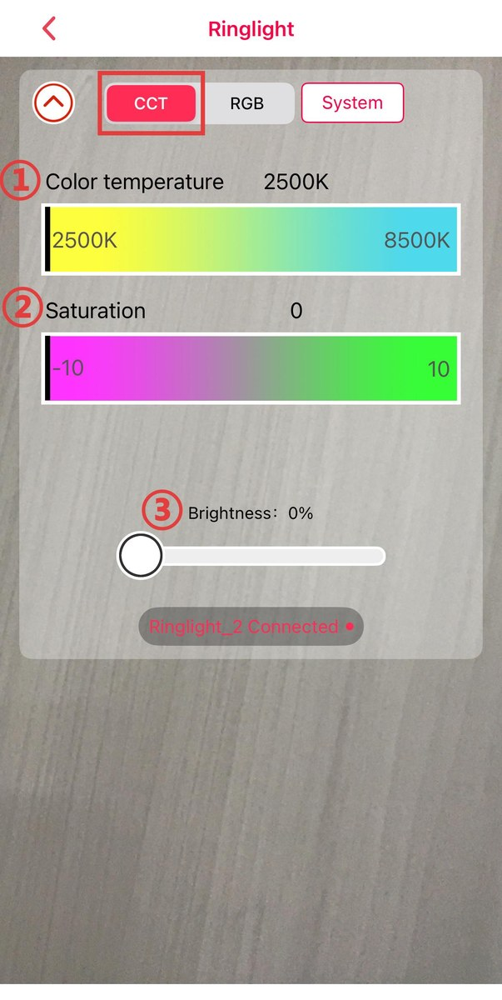 Ringlight
CCT RGB System
① Color temperature 2500K
2500K 8500K
② Saturation 0
-10 10
③ Brightness: 0%
Ringlight_2 Connected